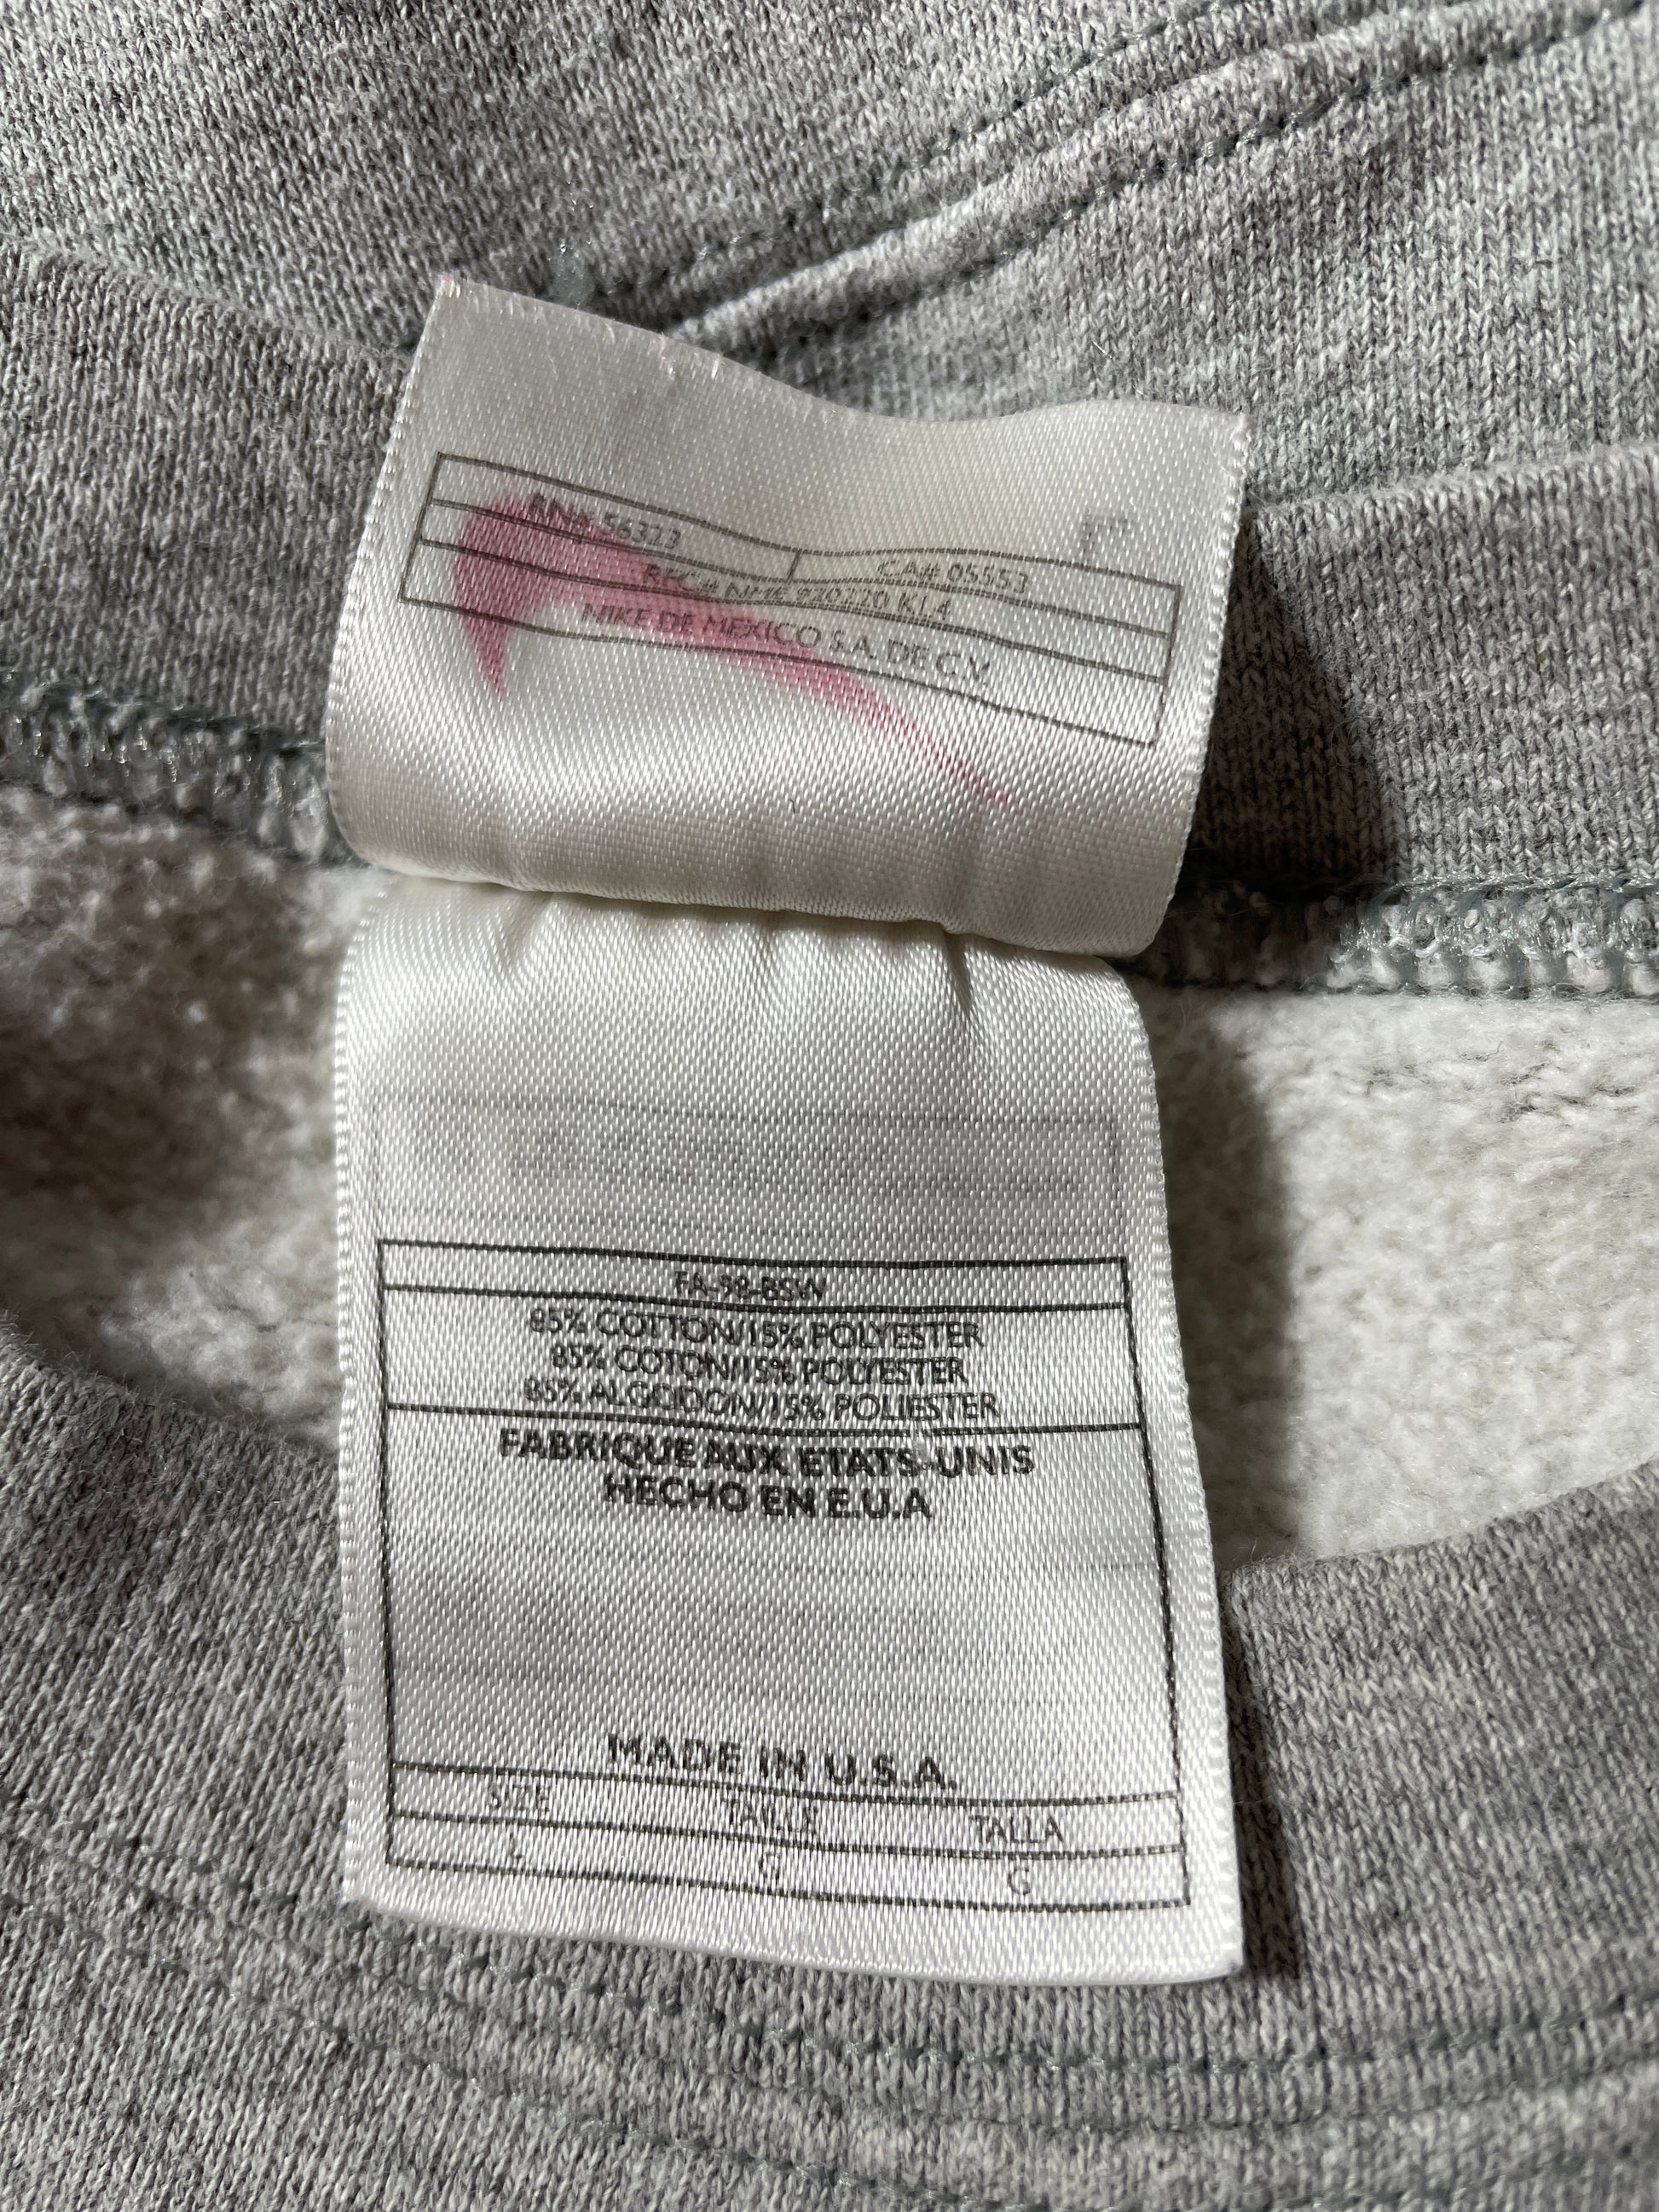 RN# 56323
CA# 05553
RFC# NME 920220 KL4
NIKE DE MEXICO S.A. DE C.V.
FA-98-BSW
85% COTTON/15% POLYESTER
85% COTON/15% POLYESTER
85% ALGODON/15% POLIESTER
FABRIQUE AUX ETATS-UNIS
HECHO EN E.U.A
MADE IN U.S.A.
SIZE TAILLE TALLA
L G G